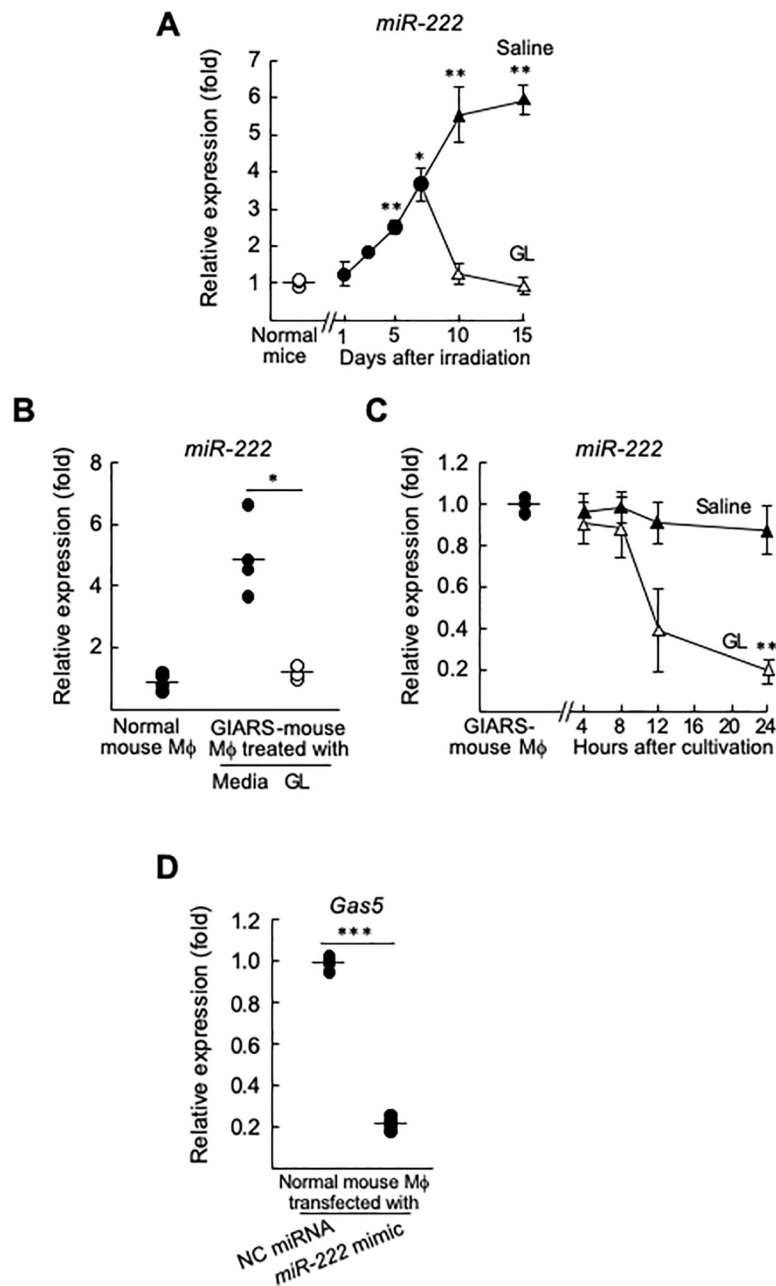 A
miR-222
Relative expression (fold)
7
6
5
4
3
2
1
Saline
**
**
*
**
GL
Normal
mice
1
5
10
15
Days after irradiation
B
miR-222
Relative expression (fold)
8
6
4
2
*
Normal
mouse Mϕ
GIARS-mouse
Mϕ treated with
Media GL
C
miR-222
Relative expression (fold)
1.2
1.0
0.8
0.6
0.4
0.2
Saline
GL
**
GIARS-
mouse Mϕ
4 8 12 16 20 24
Hours after cultivation
D
Gas5
Relative expression (fold)
1.2
1.0
0.8
0.6
0.4
0.2
***
Normal mouse Mϕ
transfected with
NC miRNA
miR-222 mimic